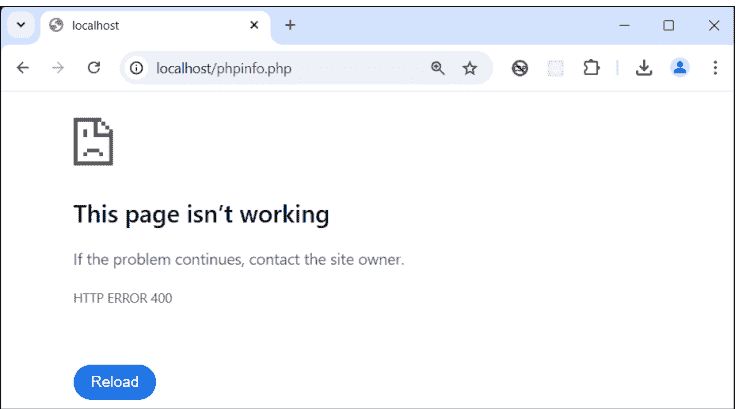 localhost
localhost/phpinfo.php
This page isn’t working
If the problem continues, contact the site owner.
HTTP ERROR 400
Reload